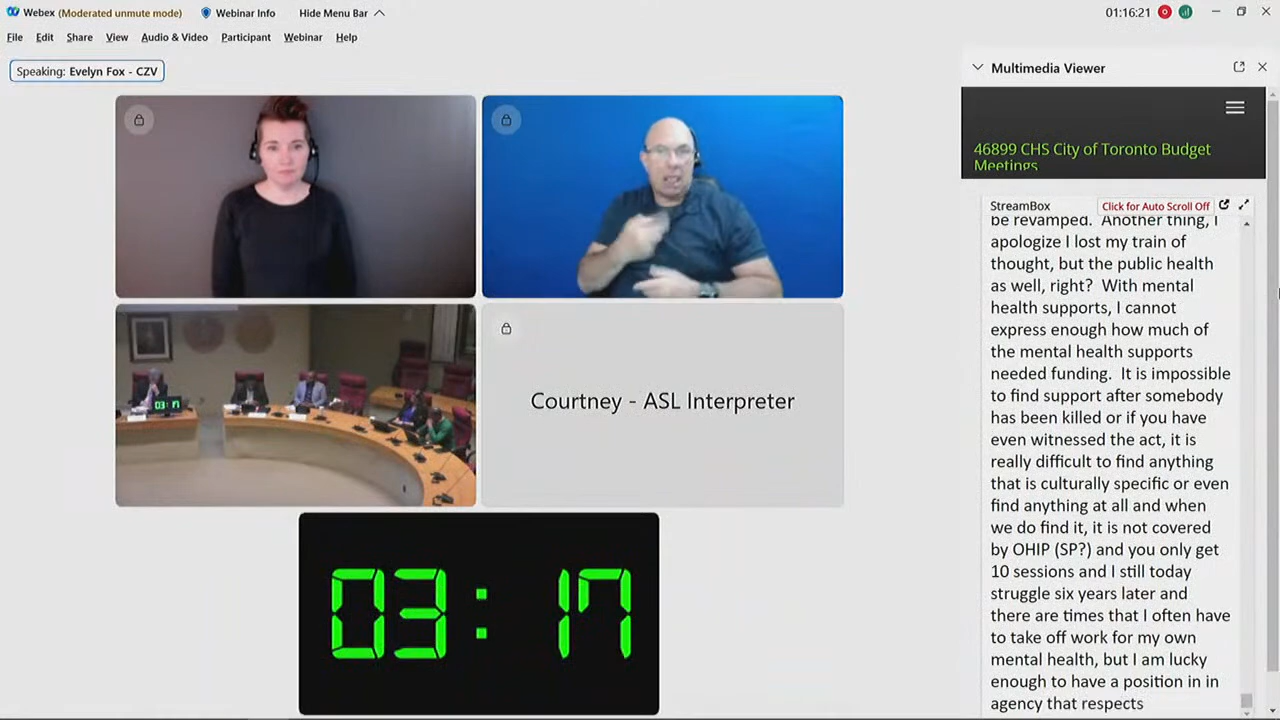 Webex (Moderated unmute mode) Webinar Info Hide Menu Bar 01:16:21
File Edit Share View Audio & Video Participant Webinar Help
Speaking: Evelyn Fox - CZV
Courtney - ASL Interpreter
03:17
03:17
Multimedia Viewer
46899 CHS City of Toronto Budget
Meetings
StreamBox Click for Auto Scroll Off
be revamped. Another thing, I
apologize I lost my train of
thought, but the public health
as well, right? With mental
health supports, I cannot
express enough how much of
the mental health supports
needed funding. It is impossible
to find support after somebody
has been killed or if you have
even witnessed the act, it is
really difficult to find anything
that is culturally specific or even
find anything at all and when
we do find it, it is not covered
by OHIP (SP?) and you only get
10 sessions and I still today
struggle six years later and
there are times that I often have
to take off work for my own
mental health, but I am lucky
enough to have a position in in
agency that respects